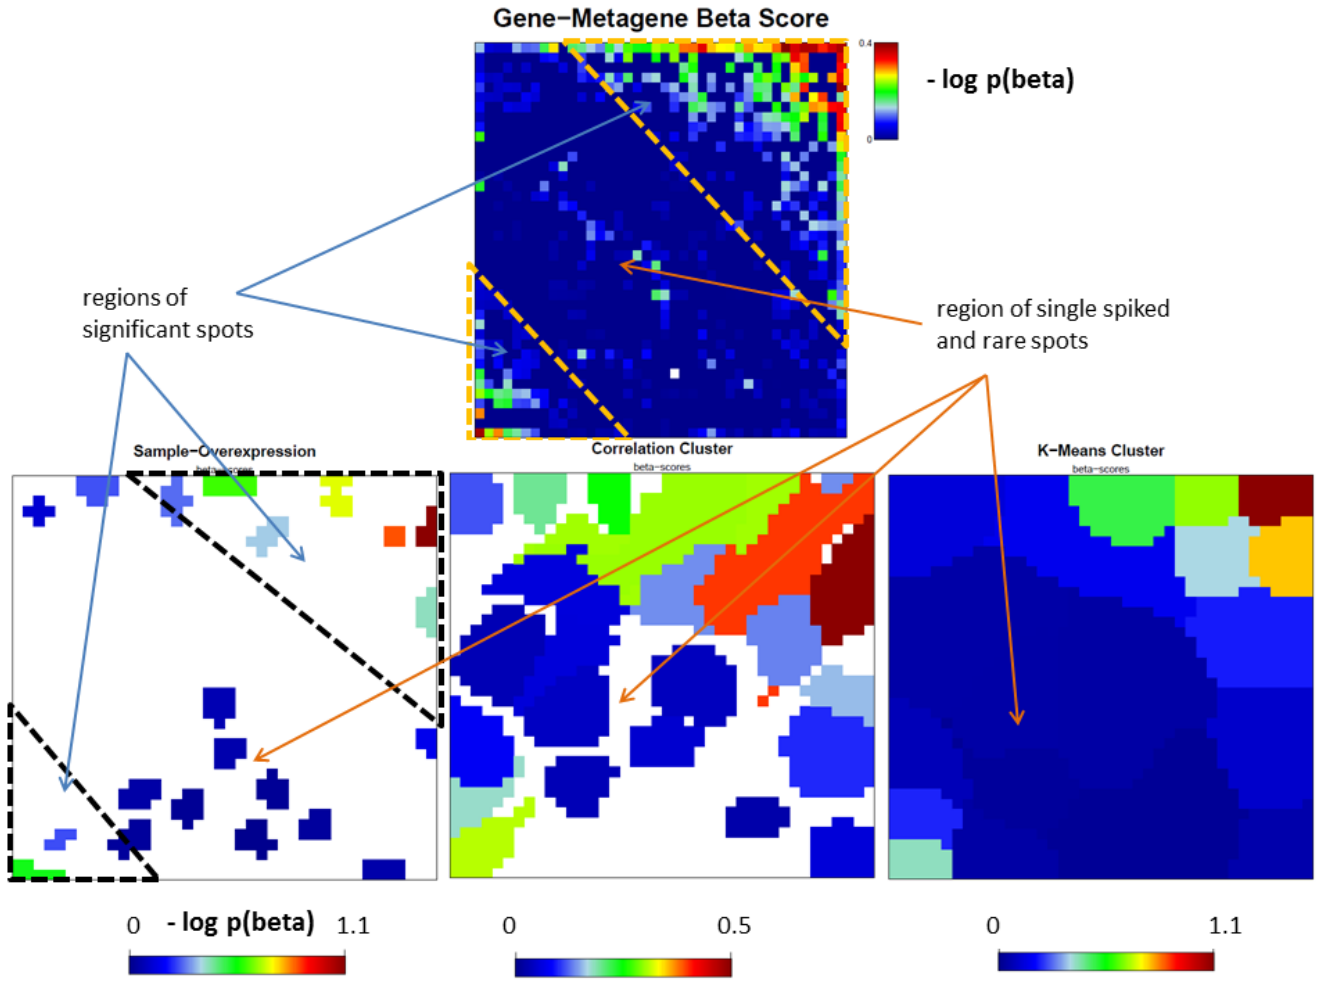 Gene−Metagene Beta Score
0.4
- log p(beta)
0
regions of
significant spots
region of single spiked
and rare spots
Sample−Overexpression
beta−scores
Correlation Cluster
beta−scores
K−Means Cluster
beta−scores
0 - log p(beta) 1.1
0 0.5
0 1.1